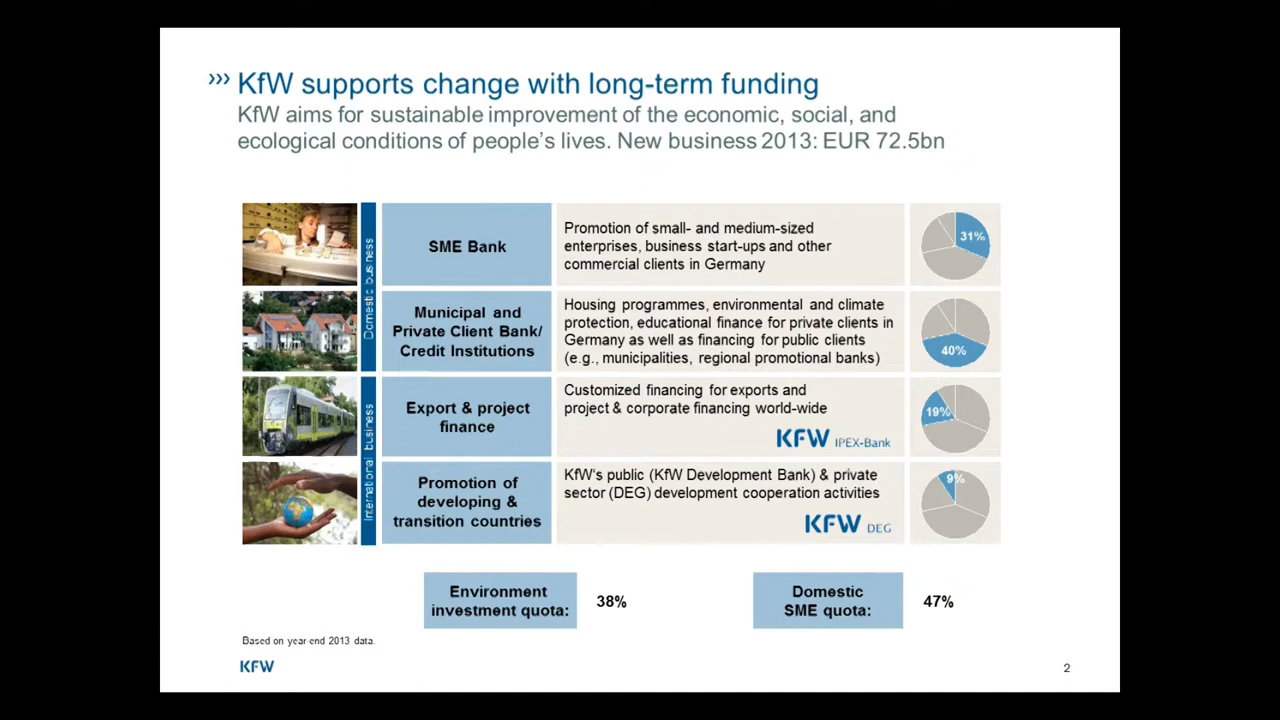 ››› KfW supports change with long-term funding
KfW aims for sustainable improvement of the economic, social, and
ecological conditions of people's lives. New business 2013: EUR 72.5bn
Domestic business
SME Bank
Promotion of small- and medium-sized
enterprises, business start-ups and other
commercial clients in Germany
31%
Municipal and
Private Client Bank/
Credit Institutions
Housing programmes, environmental and climate
protection, educational finance for private clients in
Germany as well as financing for public clients
(e.g., municipalities, regional promotional banks)
40%
International business
Export & project
finance
Customized financing for exports and
project & corporate financing world-wide
KFW IPEX-Bank
19%
Promotion of
developing &
transition countries
KfW's public (KfW Development Bank) & private
sector (DEG) development cooperation activities
KFW DEG
9%
Environment
investment quota:
38%
Domestic
SME quota:
47%
Based on year end 2013 data.
KFW
2